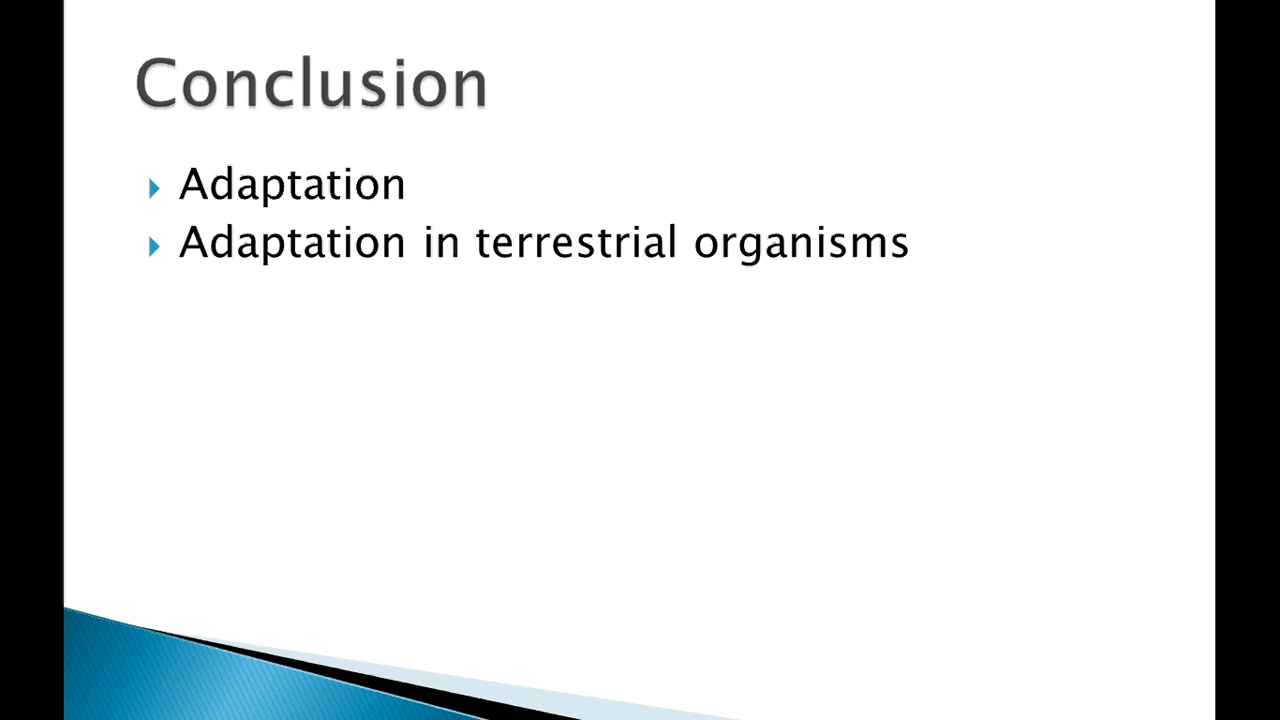 Conclusion
Adaptation
Adaptation in terrestrial organisms